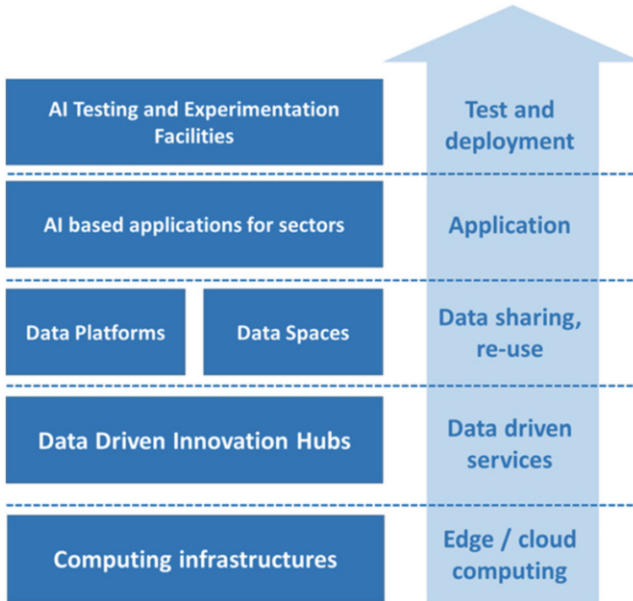 AI Testing and Experimentation
Facilities
Test and
deployment
AI based applications for sectors
Application
Data Platforms
Data Spaces
Data sharing,
re-use
Data Driven Innovation Hubs
Data driven
services
Computing infrastructures
Edge / cloud
computing